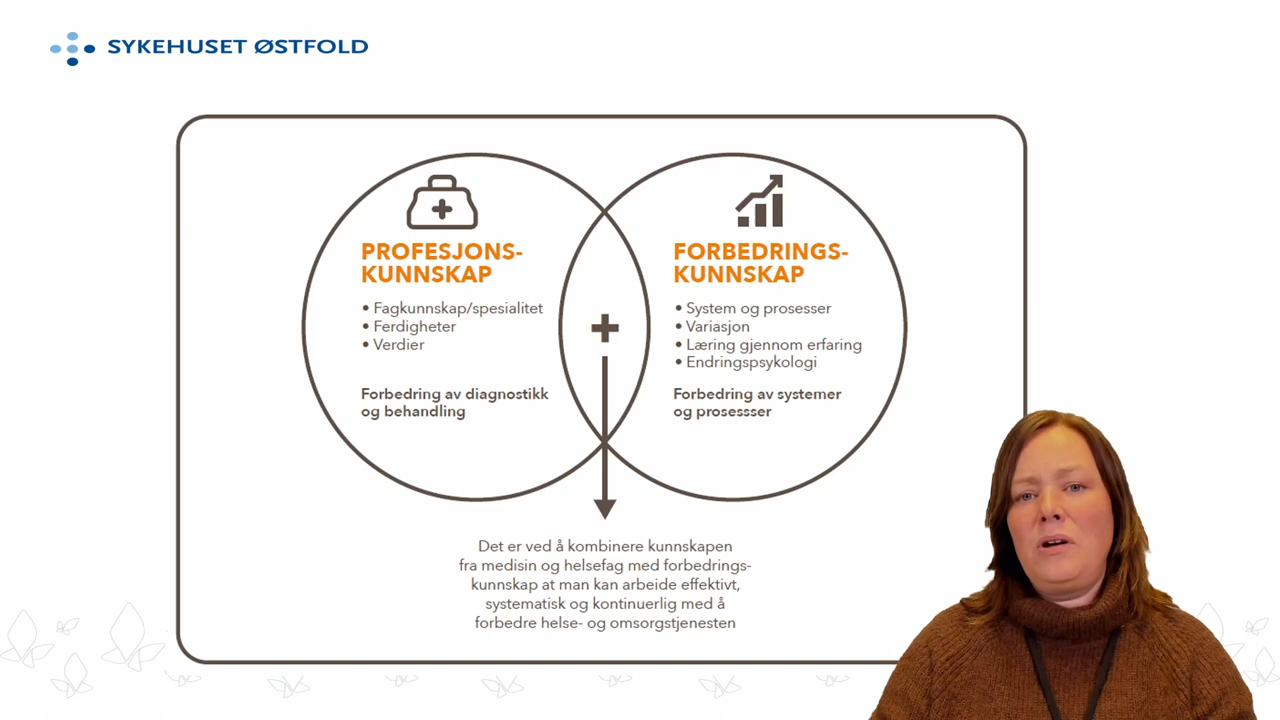 SYKEHUSET ØSTFOLD
PROFESJONS-
KUNNSKAP
• Fagkunnskap/spesialitet
• Ferdigheter
• Verdier
Forbedring av diagnostikk
og behandling
+
FORBEDRINGS-
KUNNSKAP
• System og prosesser
• Variasjon
• Læring gjennom erfaring
• Endringspsykologi
Forbedring av systemer
og prosessser
Det er ved å kombinere kunnskapen
fra medisin og helsefag med forbedrings-
kunnskap at man kan arbeide effektivt,
systematisk og kontinuerlig med å
forbedre helse- og omsorgstjenesten